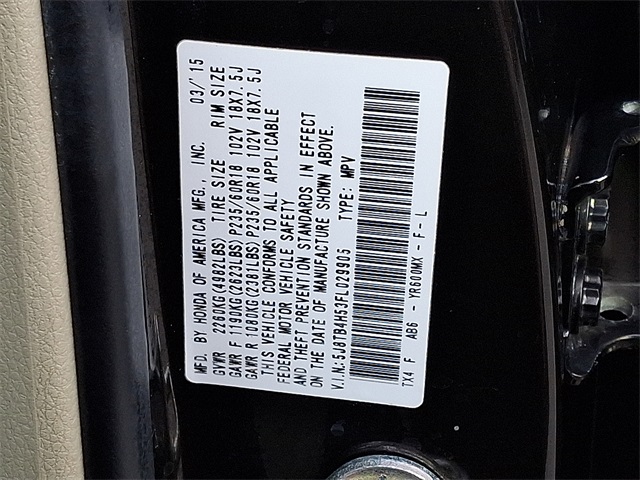 MFD. BY HONDA OF AMERICA MFG., INC. 03/'15
GVWR 2260KG(4982LBS) TIRE SIZE RIM SIZE
GAWR F 1190KG(2623LBS) P235/60R18 102V 18X7.5J
GAWR R 1080KG(2381LBS) P235/60R18 102V 18X7.5J
THIS VEHICLE CONFORMS TO ALL APPLICABLE
FEDERAL MOTOR VEHICLE SAFETY
AND THEFT PREVENTION STANDARDS IN EFFECT
ON THE DATE OF MANUFACTURE SHOWN ABOVE.
V.I.N:5J8TB4H53FL029905 TYPE: MPV
TX4 F AB6- YR600MX - F - L